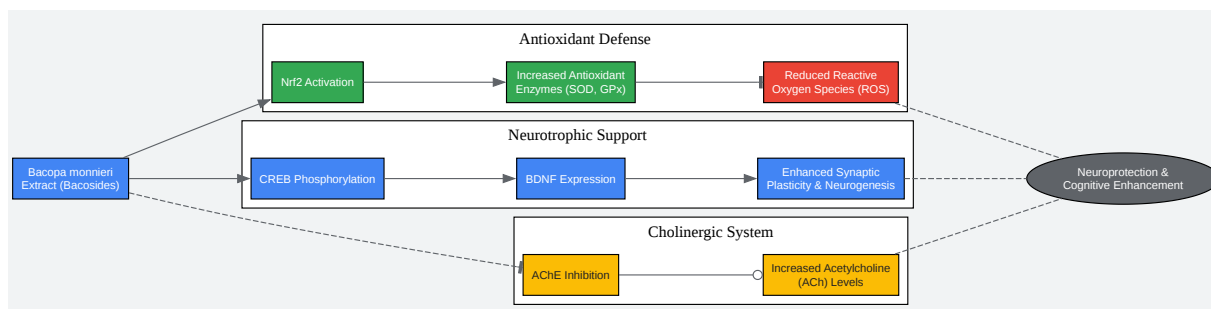 Antioxidant Defense
Nrf2 Activation
Increased Antioxidant
Enzymes (SOD, GPx)
Reduced Reactive
Oxygen Species (ROS)
Neurotrophic Support
Bacopa monnieri
Extract (Bacosides)
CREB Phosphorylation
BDNF Expression
Enhanced Synaptic
Plasticity & Neurogenesis
Neuroprotection &
Cognitive Enhancement
Cholinergic System
AChE Inhibition
Increased Acetylcholine
(ACh) Levels